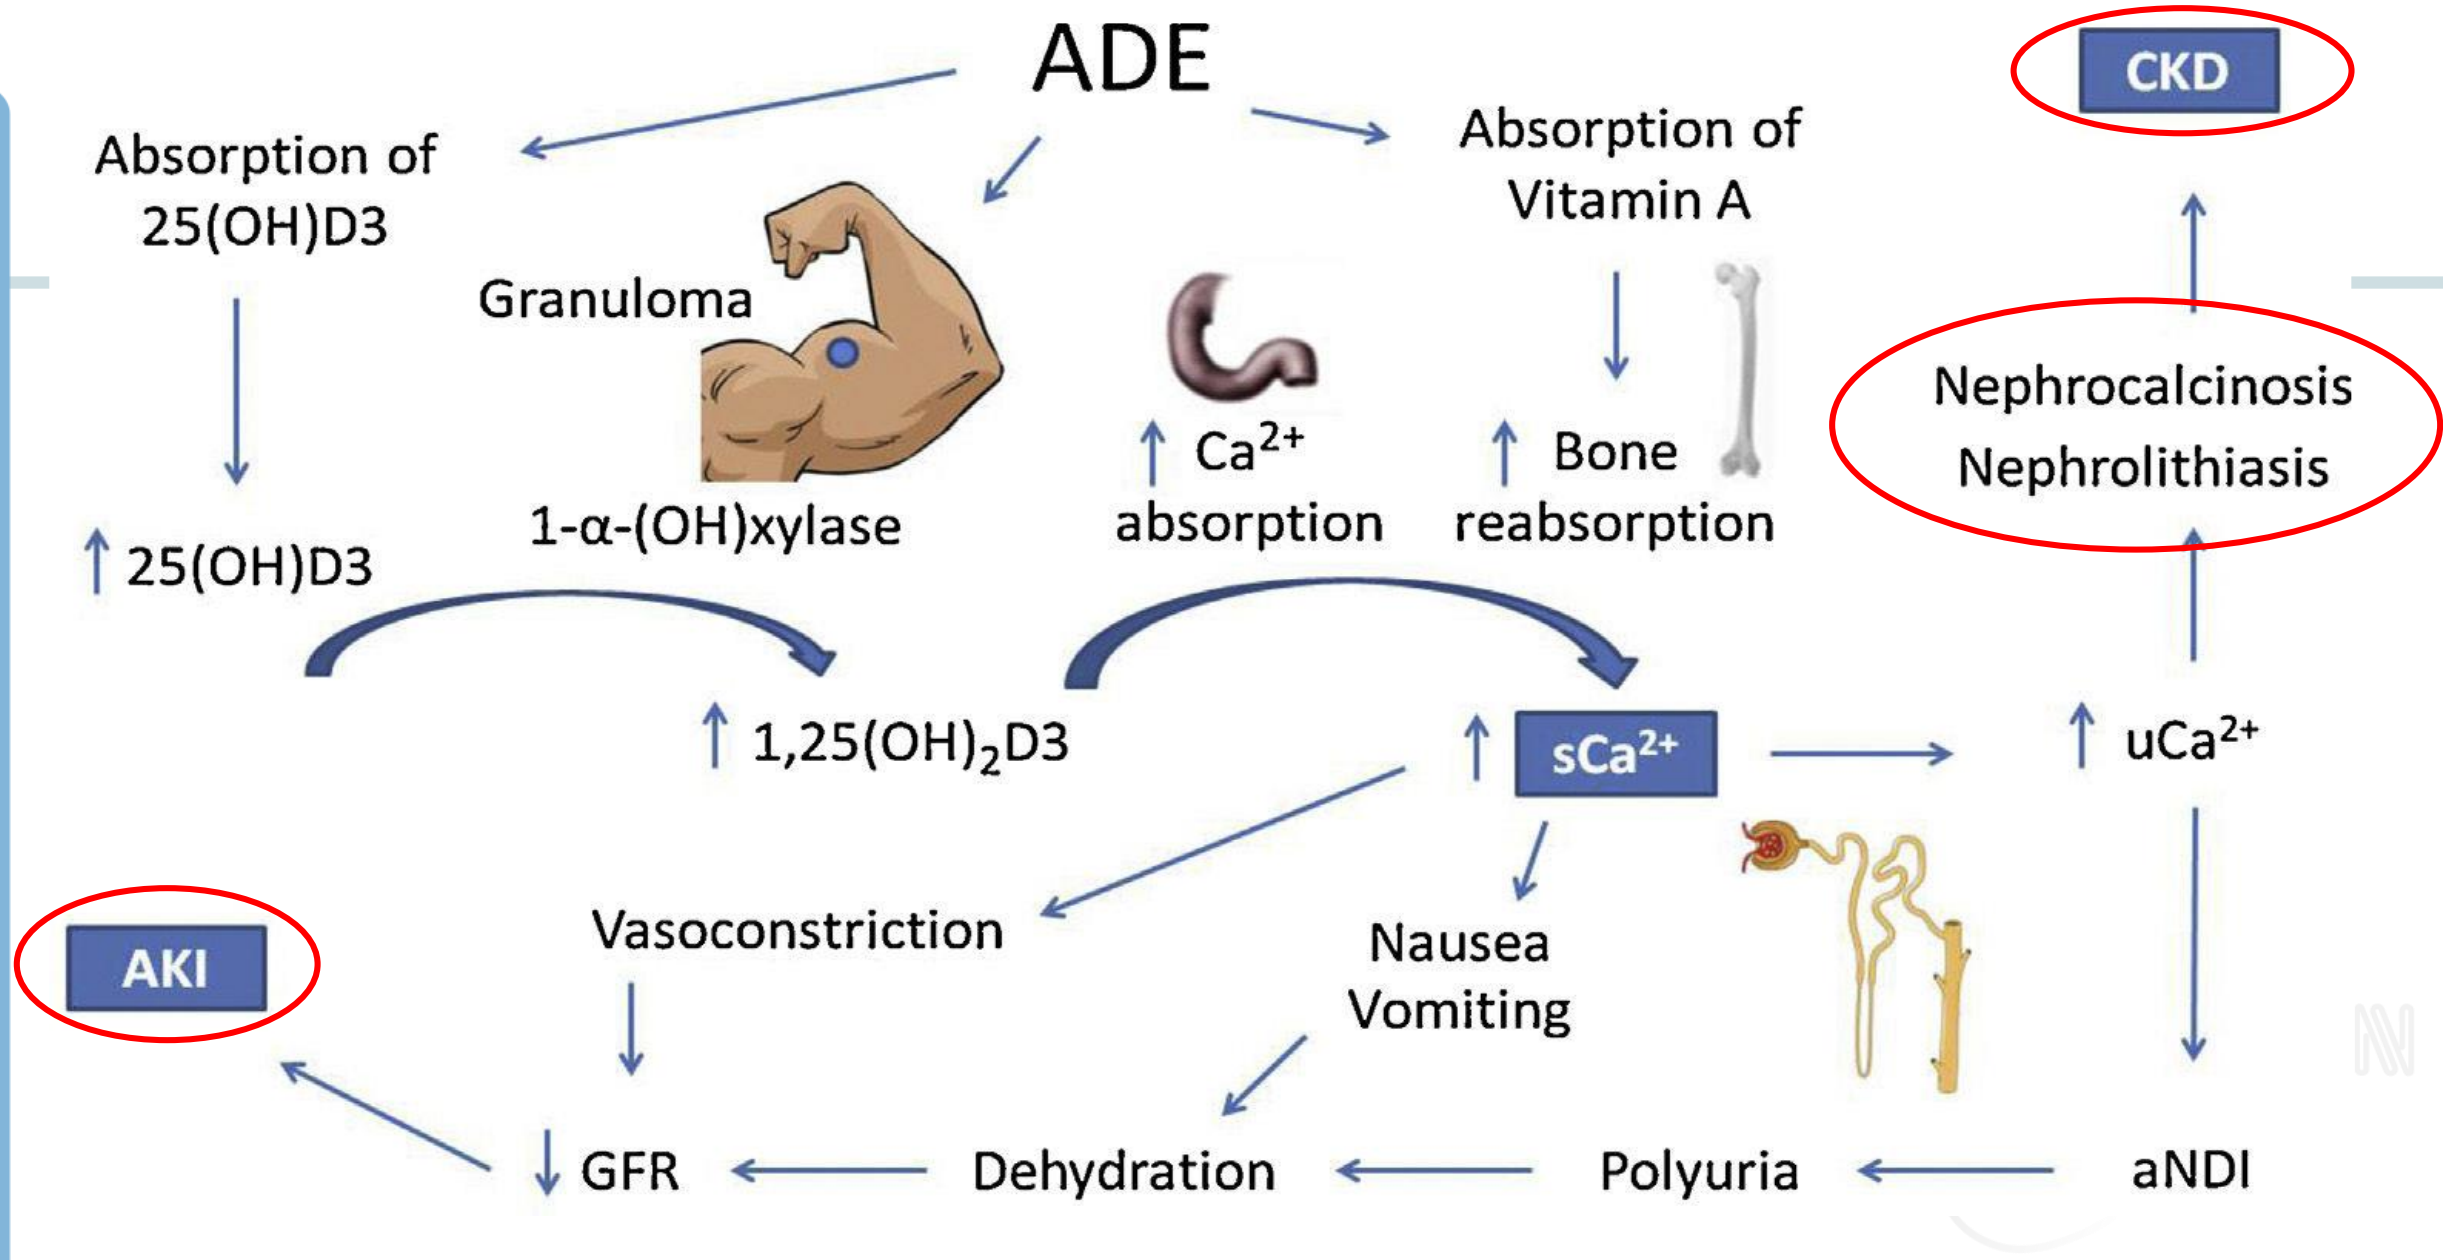 ADE
CKD
Absorption of
25(OH)D3
Absorption of
Vitamin A
Granuloma
Nephrocalcinosis
Nephrolithiasis
↑ Ca²⁺
absorption
↑ Bone
reabsorption
1-α-(OH)xylase
↑ 25(OH)D3
↑ 1,25(OH)₂D3
↑ sCa²⁺
↑ uCa²⁺
Vasoconstriction
Nausea
Vomiting
AKI
↓ GFR
Dehydration
Polyuria
aNDI